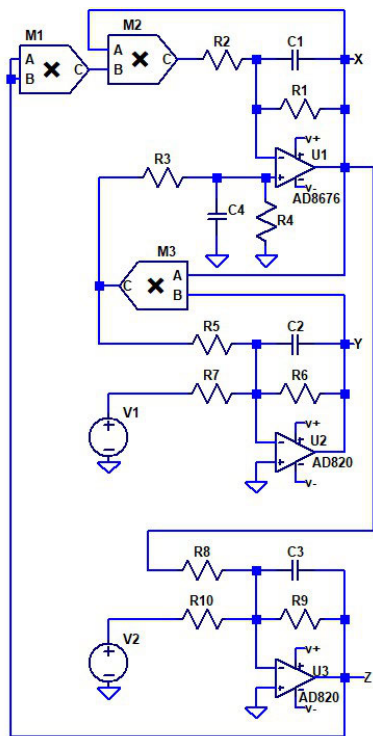 M1
M2
A
B
C
A
B
C
R2
C1
X
R1
V+
U1
V-
AD8676
R3
C4
R4
M3
A
B
C
R5
C2
Y
R7
R6
V1
V+
U2
AD820
V-
R8
C3
R10
R9
V2
V+
U3
Z
AD820
V-